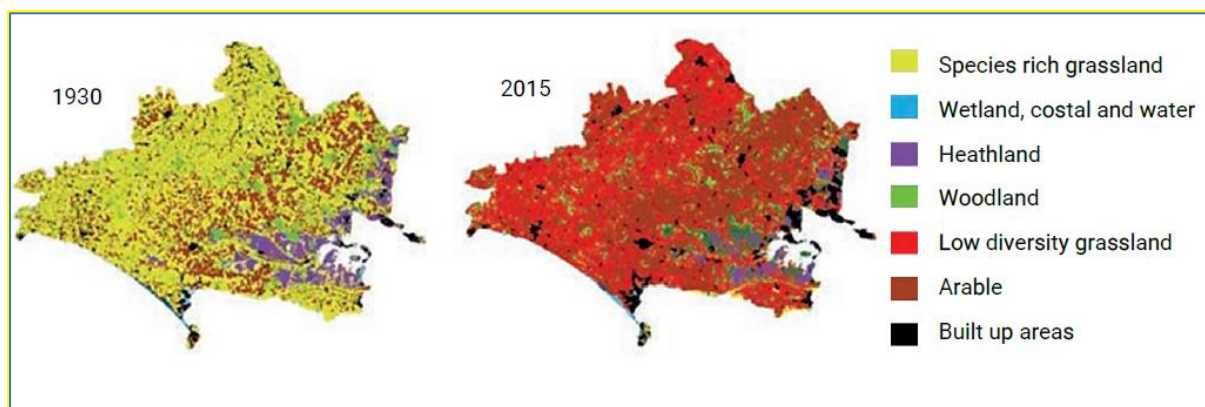 1930
2015
Species rich grassland
Wetland, costal and water
Heathland
Woodland
Low diversity grassland
Arable
Built up areas